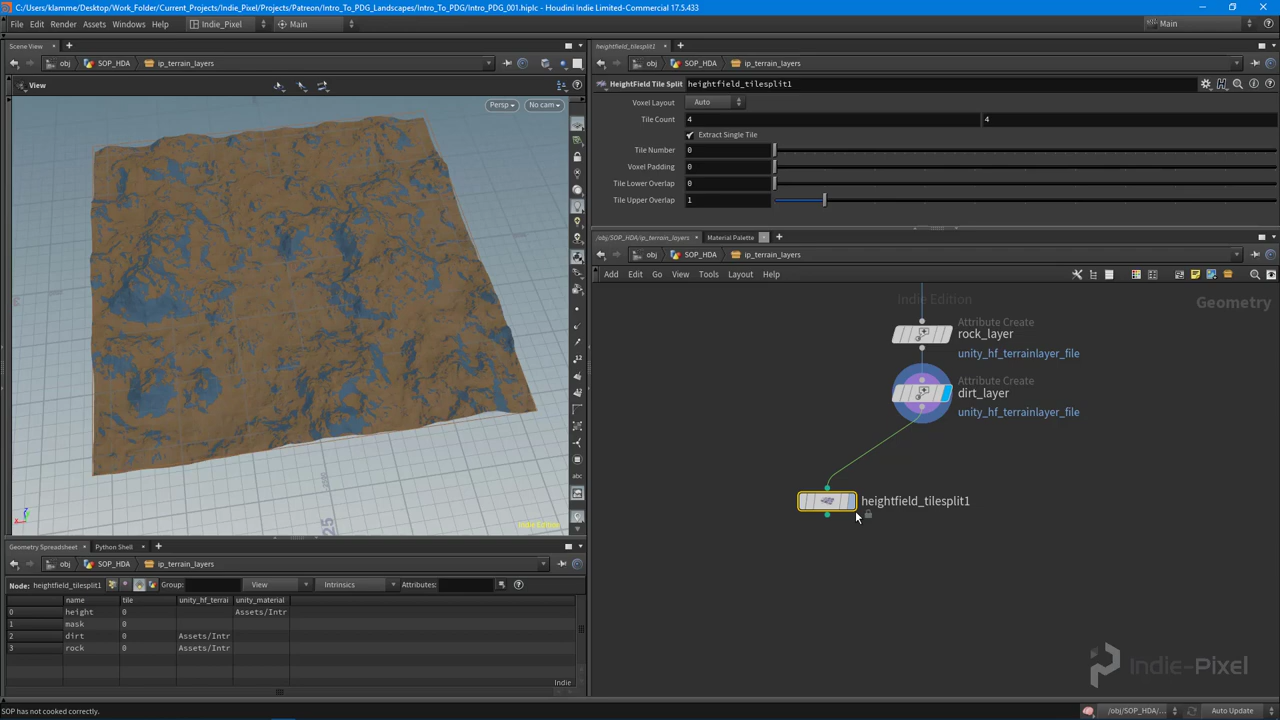 C:/Users/klamme/Desktop/Work_Folder/Current_Projects/Indie_Pixel/Projects/Patreon/Intro_To_PDG_Landscapes/Intro_To_PDG/Intro_PDG_001.hiplc - Houdini Indie Limited-Commercial 17.5.433
File Edit Render Assets Windows Help Indie_Pixel Main Main
Scene View
obj SOP_HDA ip_terrain_layers
View
Persp No cam
Indie Edition
Geometry Spreadsheet Python Shell
obj SOP_HDA ip_terrain_layers
Node: heightfield_tilesplit1 Group: View Intrinsics Attributes:
name tile unity_hf_terrai unity_material
0 height 0 Assets/Intr
1 mask 0
2 dirt 0 Assets/Intr
3 rock 0 Assets/Intr
Indie
SOP has not cooked correctly.
heightfield_tilesplit1
obj SOP_HDA ip_terrain_layers
HeightField Tile Split heightfield_tilesplit1
Voxel Layout Auto
Tile Count 4 4
Extract Single Tile
Tile Number 0
Voxel Padding 0
Tile Lower Overlap 0
Tile Upper Overlap 1
/obj/SOP_HDA/ip_terrain_layers Material Palette
obj SOP_HDA ip_terrain_layers
Add Edit Go View Tools Layout Help
Indie Edition
Geometry
Attribute Create
rock_layer
unity_hf_terrainlayer_file
Attribute Create
dirt_layer
unity_hf_terrainlayer_file
heightfield_tilesplit1
Indie-Pixel
/obj/SOP_HDA/... Auto Update